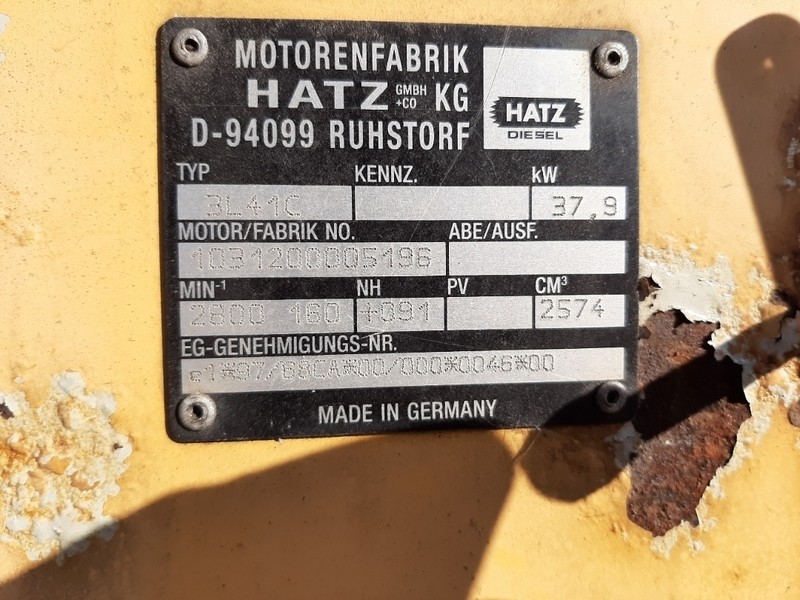 MOTORENFABRIK
HATZ GMBH +CO KG
D-94099 RUHSTORF
HATZ
DIESEL
TYP KENNZ. kW
3L41C 37,9
MOTOR/FABRIK NO. ABE/AUSF.
1031200005196
MIN-¹ NH PV CM³
2800 160 +091 2574
EG-GENEHMIGUNGS-NR.
e1*97/68CA*00/000*0046*00
MADE IN GERMANY